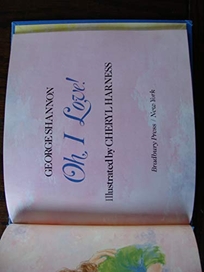 GEORGE SHANNON
Oh, I Love!
Illustrated by CHERYL HARNESS
Bradbury Press / New York